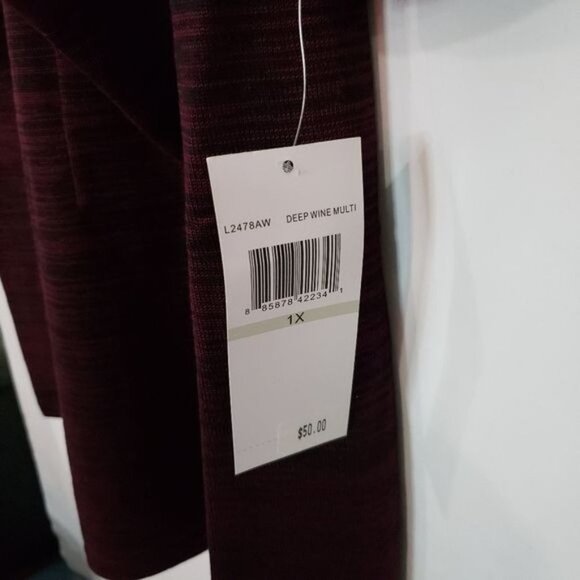 L2478AW DEEP WINE MULTI
8 85878 42234 1
1X
$50.00